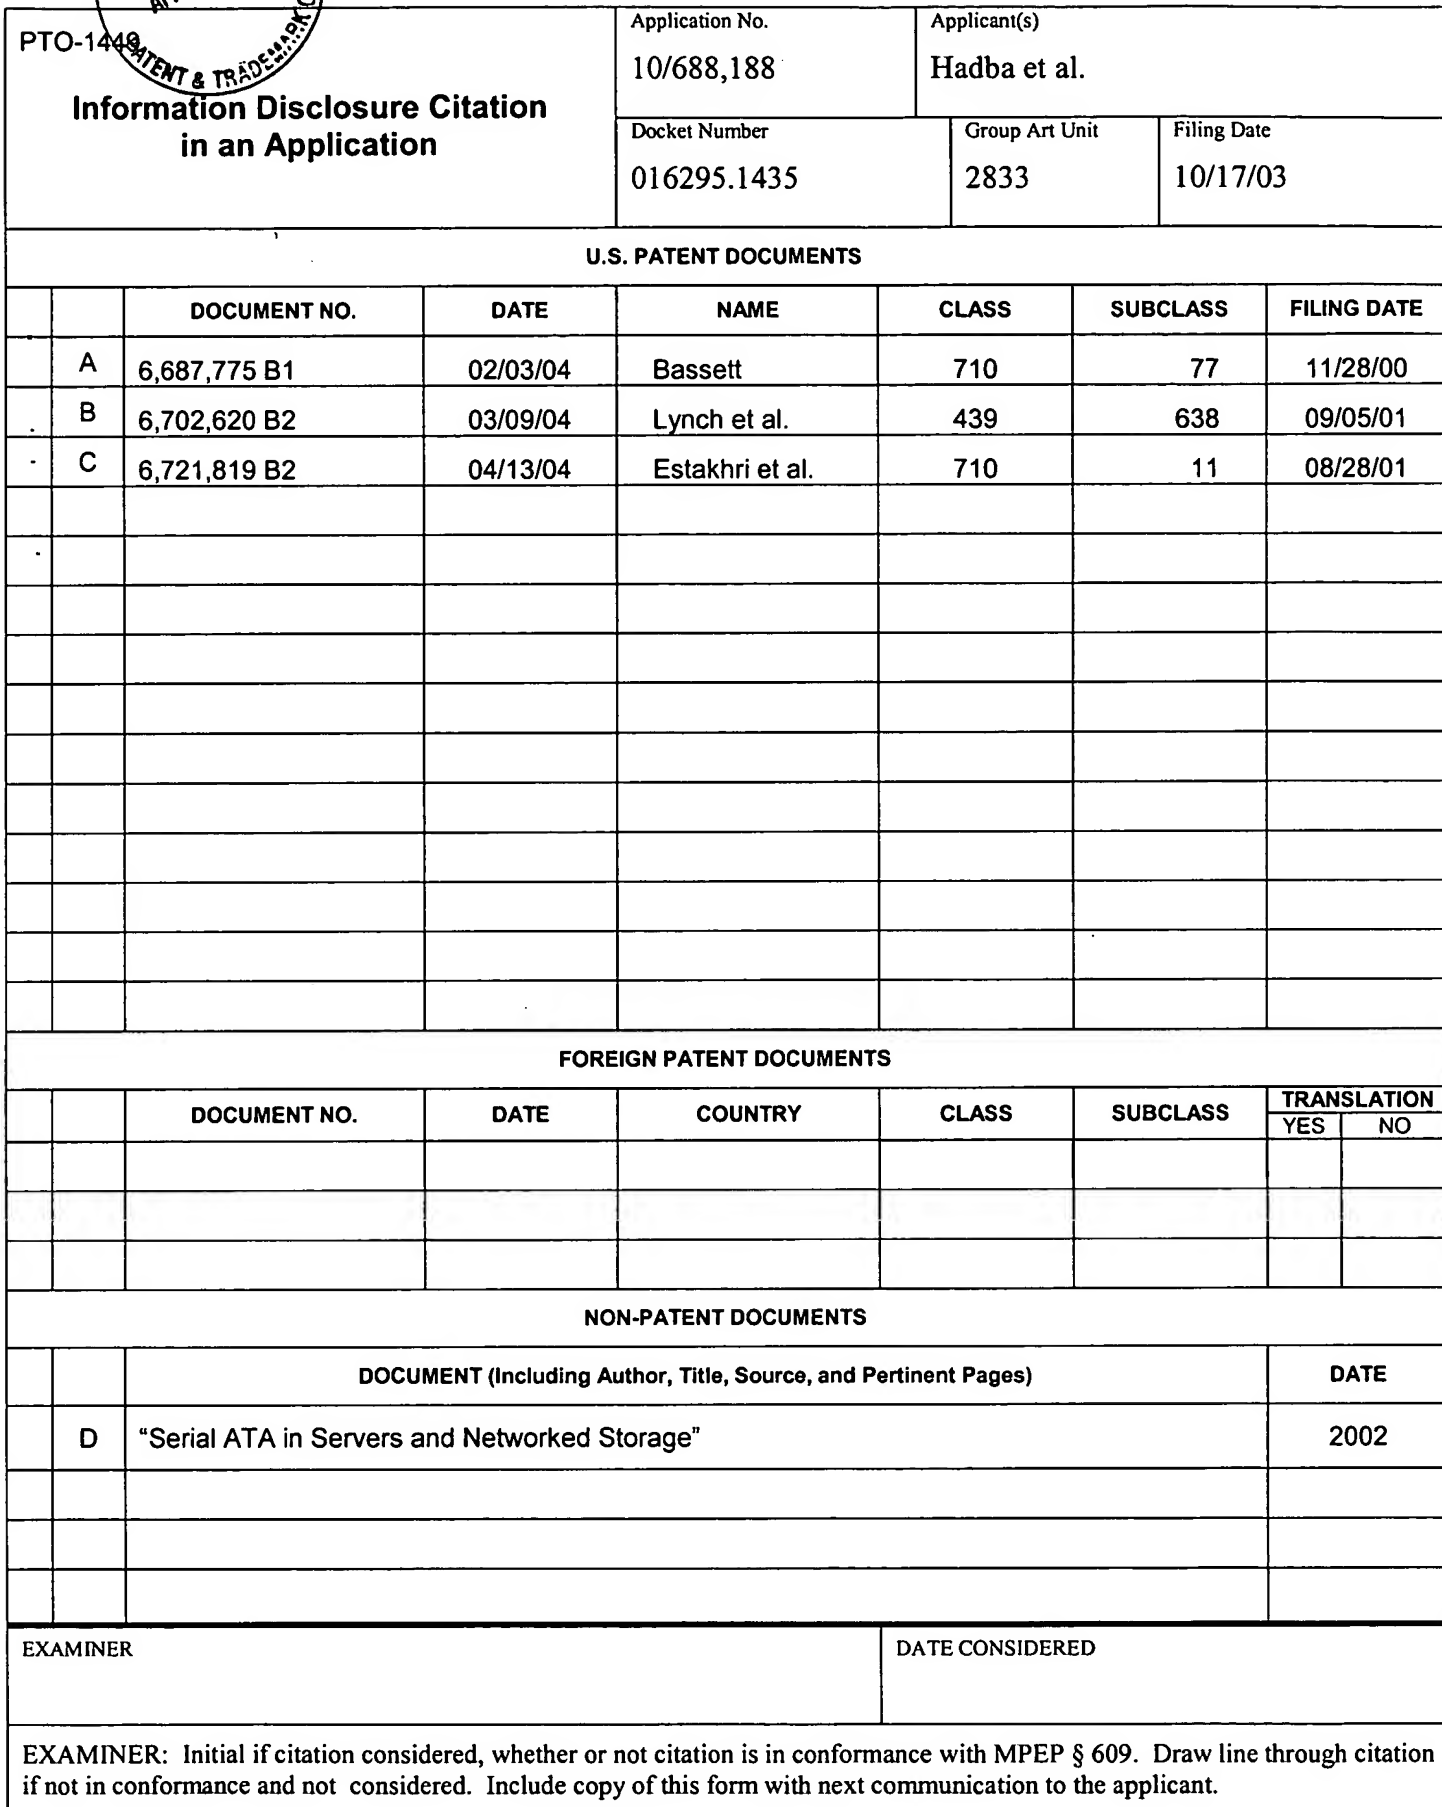 PTO-1449
PATENT & TRADEMARK
Information Disclosure Citation
in an Application
Application No.
10/688,188
Applicant(s)
Hadba et al.
Docket Number
016295.1435
Group Art Unit
2833
Filing Date
10/17/03
U.S. PATENT DOCUMENTS
DOCUMENT NO. DATE NAME CLASS SUBCLASS FILING DATE
A 6,687,775 B1 02/03/04 Bassett 710 77 11/28/00
B 6,702,620 B2 03/09/04 Lynch et al. 439 638 09/05/01
C 6,721,819 B2 04/13/04 Estakhri et al. 710 11 08/28/01
FOREIGN PATENT DOCUMENTS
DOCUMENT NO. DATE COUNTRY CLASS SUBCLASS TRANSLATION
YES NO
NON-PATENT DOCUMENTS
DOCUMENT (Including Author, Title, Source, and Pertinent Pages) DATE
D "Serial ATA in Servers and Networked Storage" 2002
EXAMINER DATE CONSIDERED
EXAMINER: Initial if citation considered, whether or not citation is in conformance with MPEP § 609. Draw line through citation
if not in conformance and not considered. Include copy of this form with next communication to the applicant.